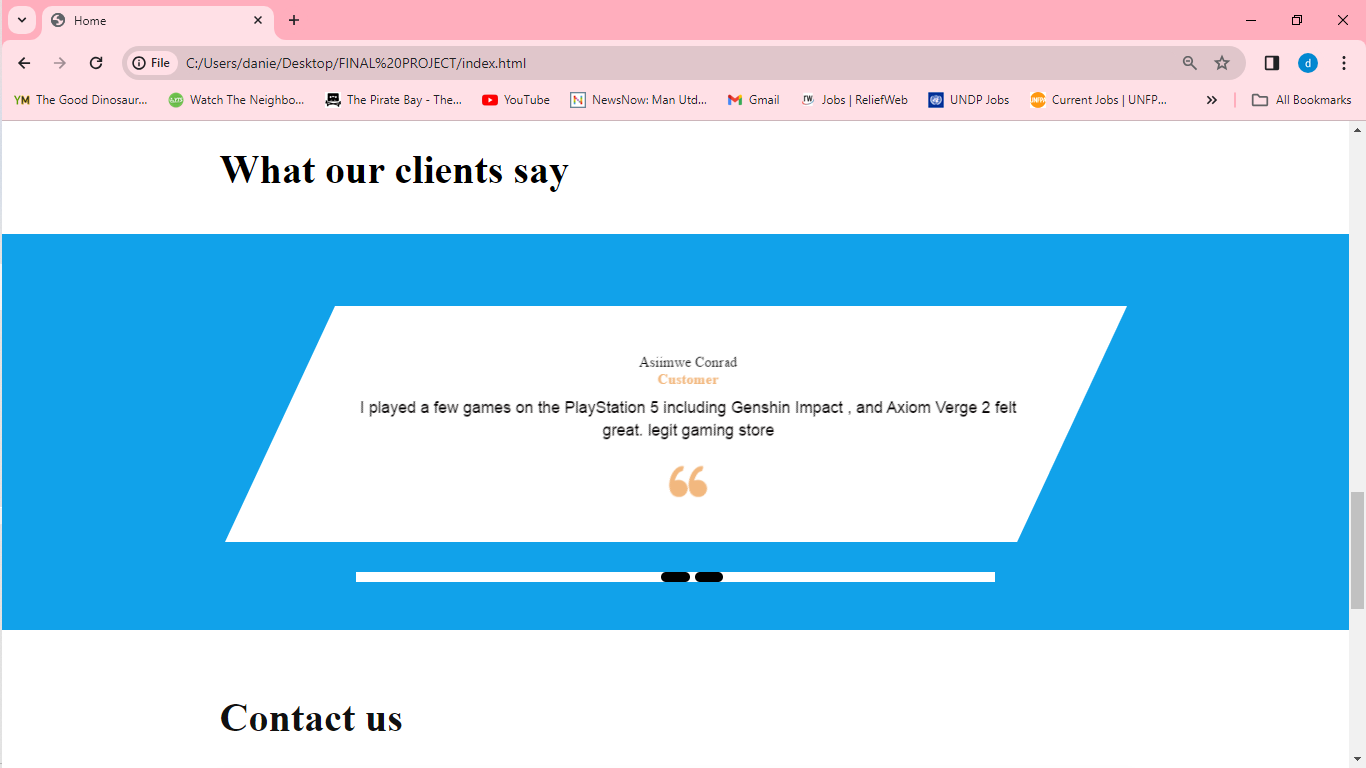 Home
File
C:/Users/danie/Desktop/FINAL%20PROJECT/index.html
d
YM The Good Dinosaur...
Watch The Neighbo...
The Pirate Bay - The...
YouTube
N NewsNow: Man Utd...
Gmail
Jobs | ReliefWeb
UNDP Jobs
Current Jobs | UNFP...
All Bookmarks
What our clients say
Asiimwe Conrad
Customer
I played a few games on the PlayStation 5 including Genshin Impact , and Axiom Verge 2 felt
great. legit gaming store
Contact us